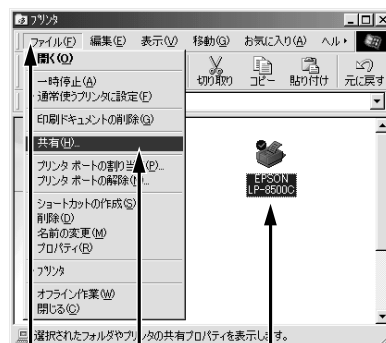 プリンタ
ファイル(F) 編集(E) 表示(V) 移動(G) お気に入り(A) ヘル
開く(O)
一時停止(A)
通常使うプリンタに設定(F)
印刷ドキュメントの削除(G)
共有(H)...
プリンタ ポートの割り当 (P)...
プリンタ ポートの解除(N)...
ショートカットの作成(S)
削除(D)
名前の変更(M)
プロパティ(R)
プリンタ
オフライン作業(W)
閉じる(C)
切り取り コピー 貼り付け 元に戻す
EPSON
LP-8500C
選択されたフォルダやプリンタの共有プロパティを表示します。